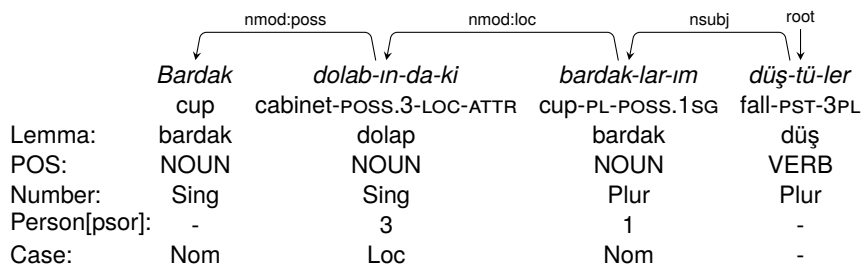 nmod:poss nmod:loc nsubj root
Bardak dolab-ın-da-ki bardak-lar-ım düş-tü-ler
cup cabinet-POSS.3-LOC-ATTR cup-PL-POSS.1SG fall-PST-3PL
Lemma: bardak dolap bardak düş
POS: NOUN NOUN NOUN VERB
Number: Sing Sing Plur Plur
Person[psor]: - 3 1 -
Case: Nom Loc Nom -